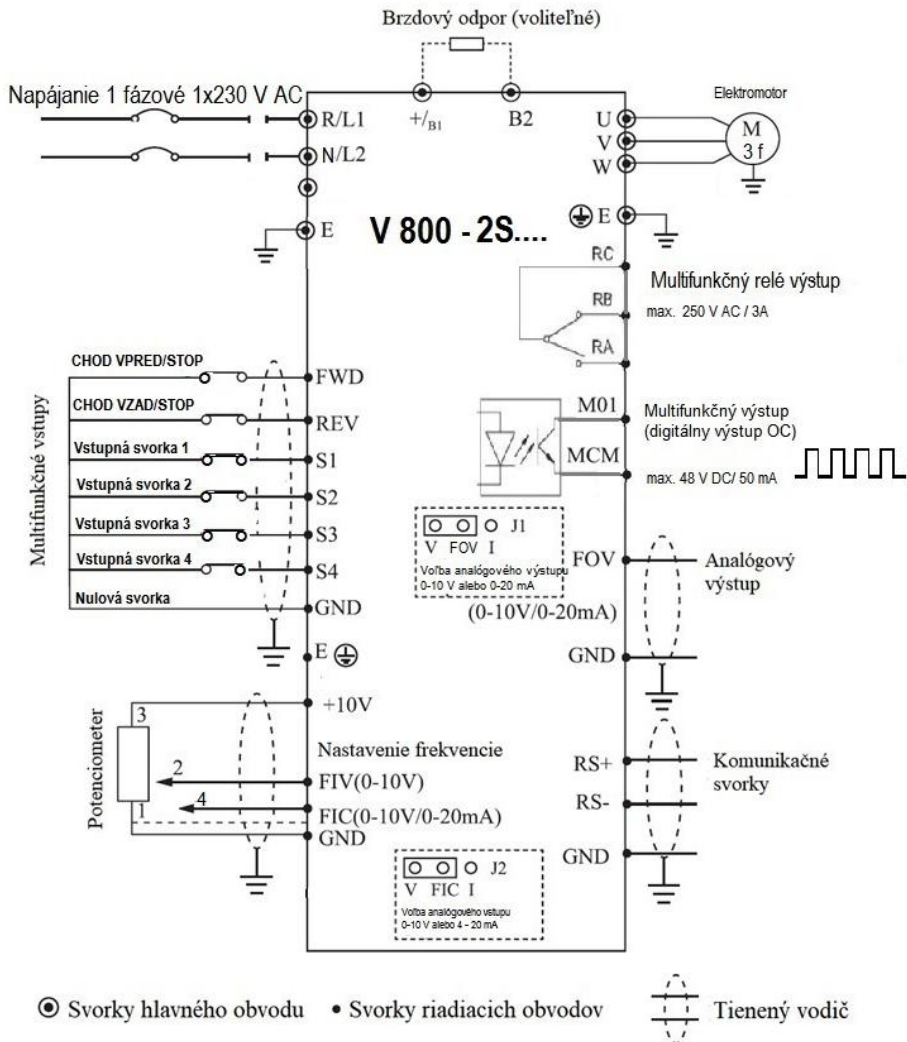 Brzdový odpor (voliteľné)
Napájanie 1 fázové 1x230 V AC
+/B1
B2
Elektromotor
R/L1
N/L2
U
V
W
M
3 f
E
V 800 - 2S....
E
RC
RB
RA
Multifunkčný relé výstup
max. 250 V AC / 3A
Multifunkčné vstupy
CHOD VPRED/STOP
FWD
CHOD VZAD/STOP
REV
Vstupná svorka 1
S1
Vstupná svorka 2
S2
Vstupná svorka 3
S3
Vstupná svorka 4
S4
Nulová svorka
GND
E
M01
MCM
Multifunkčný výstup
(digitálny výstup OC)
max. 48 V DC/ 50 mA
J1
V FOV I
Voľba analógového výstupu
0-10 V alebo 0-20 mA
FOV
(0-10V/0-20mA)
GND
Analógový
výstup
Potenciometer
3
+10V
Nastavenie frekvencie
2
FIV(0-10V)
4
1
FIC(0-10V/0-20mA)
GND
RS+
RS-
GND
Komunikačné
svorky
J2
V FIC I
Voľba analógového vstupu
0-10 V alebo 4 - 20 mA
Svorky hlavného obvodu
Svorky riadiacich obvodov
Tienený vodič